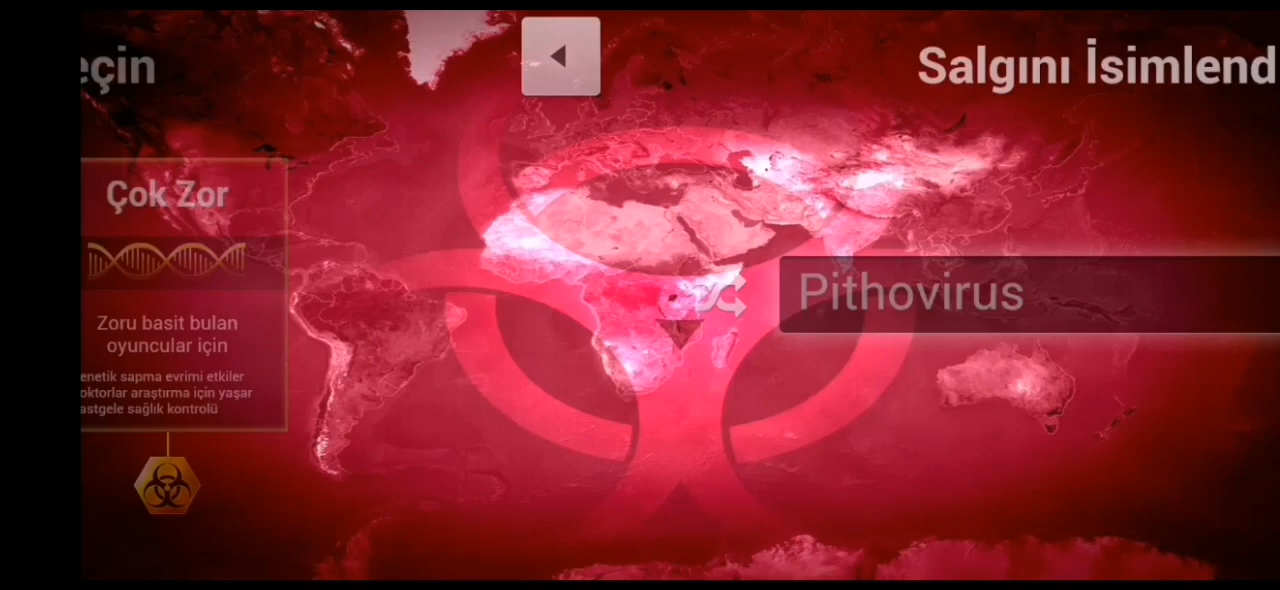 eçin
Salgını İsimlend
Çok Zor
Zoru basit bulan
oyuncular için
enetik sapma evrimi etkiler
oktorlar araştırma için yaşar
astgele sağlık kontrolü
Pithovirus